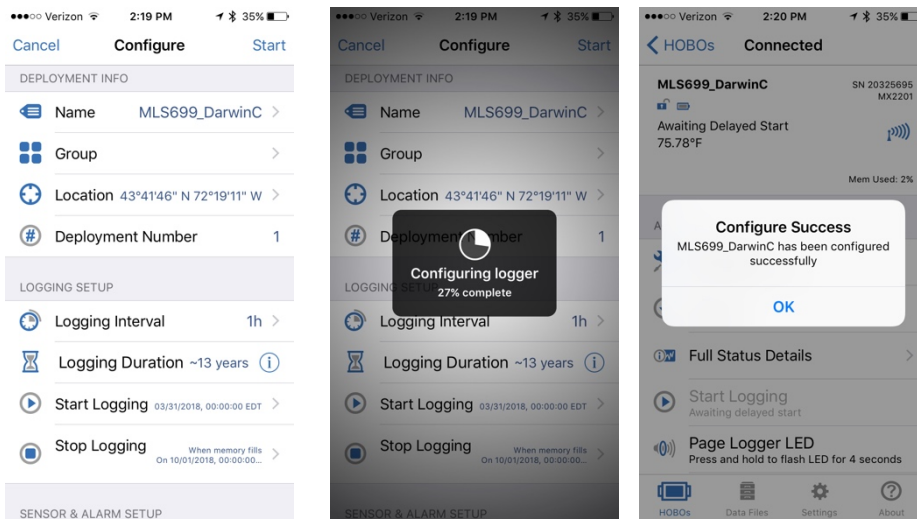 Verizon 2:19 PM 35%
Cancel Configure Start
DEPLOYMENT INFO
Name MLS699_DarwinC
Group
Location 43°41'46" N 72°19'11" W
# Deployment Number 1
LOGGING SETUP
Logging Interval 1h
Logging Duration ~13 years i
Start Logging 03/31/2018, 00:00:00 EDT
Stop Logging When memory fills
On 10/01/2018, 00:00:00...
SENSOR & ALARM SETUP
Verizon 2:19 PM 35%
Cancel Configure Start
DEPLOYMENT INFO
Name MLS699_DarwinC
Group
Location 43°41'46" N 72°19'11" W
# Deployment Number 1
Configuring logger
27% complete
LOGGING SETUP
Logging Interval 1h
Logging Duration ~13 years i
Start Logging 03/31/2018, 00:00:00 EDT
Stop Logging When memory fills
On 10/01/2018, 00:00:00...
SENSOR & ALARM SETUP
Verizon 2:20 PM 35%
HOBOs Connected
MLS699_DarwinC SN 20325695
MX2201
Awaiting Delayed Start
75.78°F
Mem Used: 2%
Configure Success
MLS699_DarwinC has been configured
successfully
OK
Full Status Details
Start Logging
Awaiting delayed start
Page Logger LED
Press and hold to flash LED for 4 seconds
HOBOs Data Files Settings About